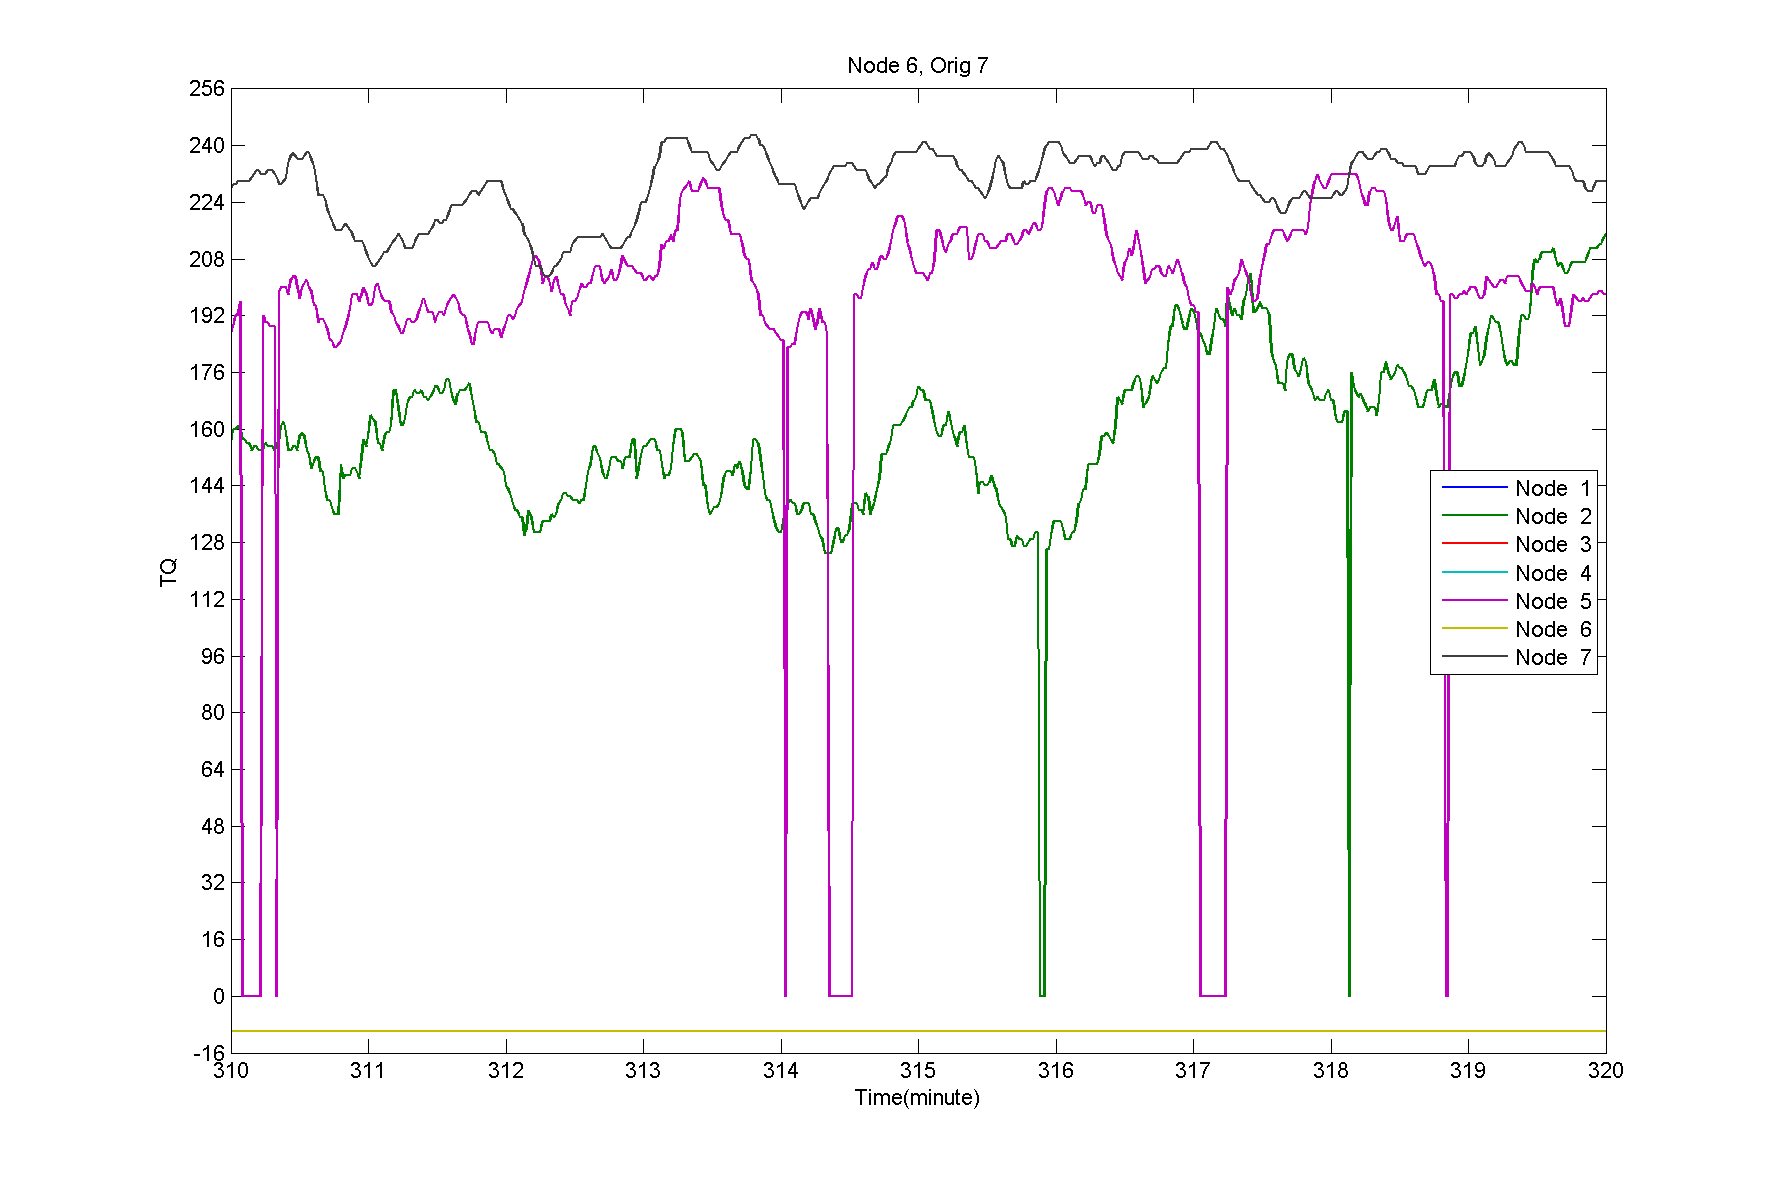 Node 6, Orig 7
256
240
224
208
192
176
160
144
128
112
96
80
64
48
32
16
0
-16
TQ
310 311 312 313 314 315 316 317 318 319 320
Time(minute)
Node 1
Node 2
Node 3
Node 4
Node 5
Node 6
Node 7